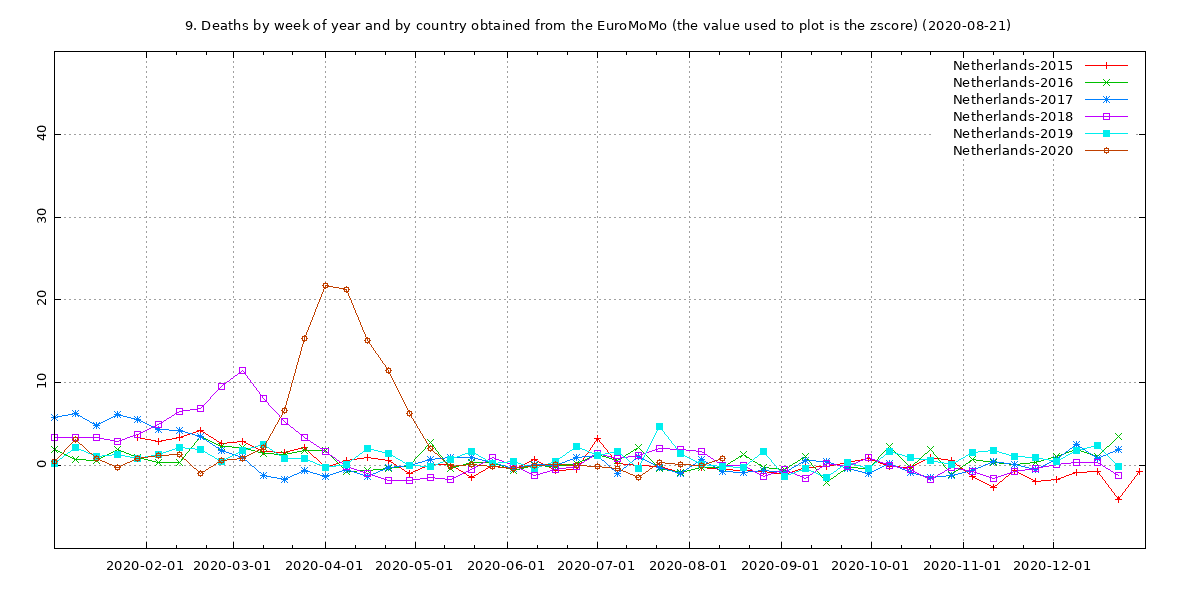 9. Deaths by week of year and by country obtained from the EuroMoMo (the value used to plot is the zscore) (2020-08-21)
Netherlands-2015
Netherlands-2016
Netherlands-2017
Netherlands-2018
Netherlands-2019
Netherlands-2020
40
30
20
10
0
2020-02-01 2020-03-01 2020-04-01 2020-05-01 2020-06-01 2020-07-01 2020-08-01 2020-09-01 2020-10-01 2020-11-01 2020-12-01